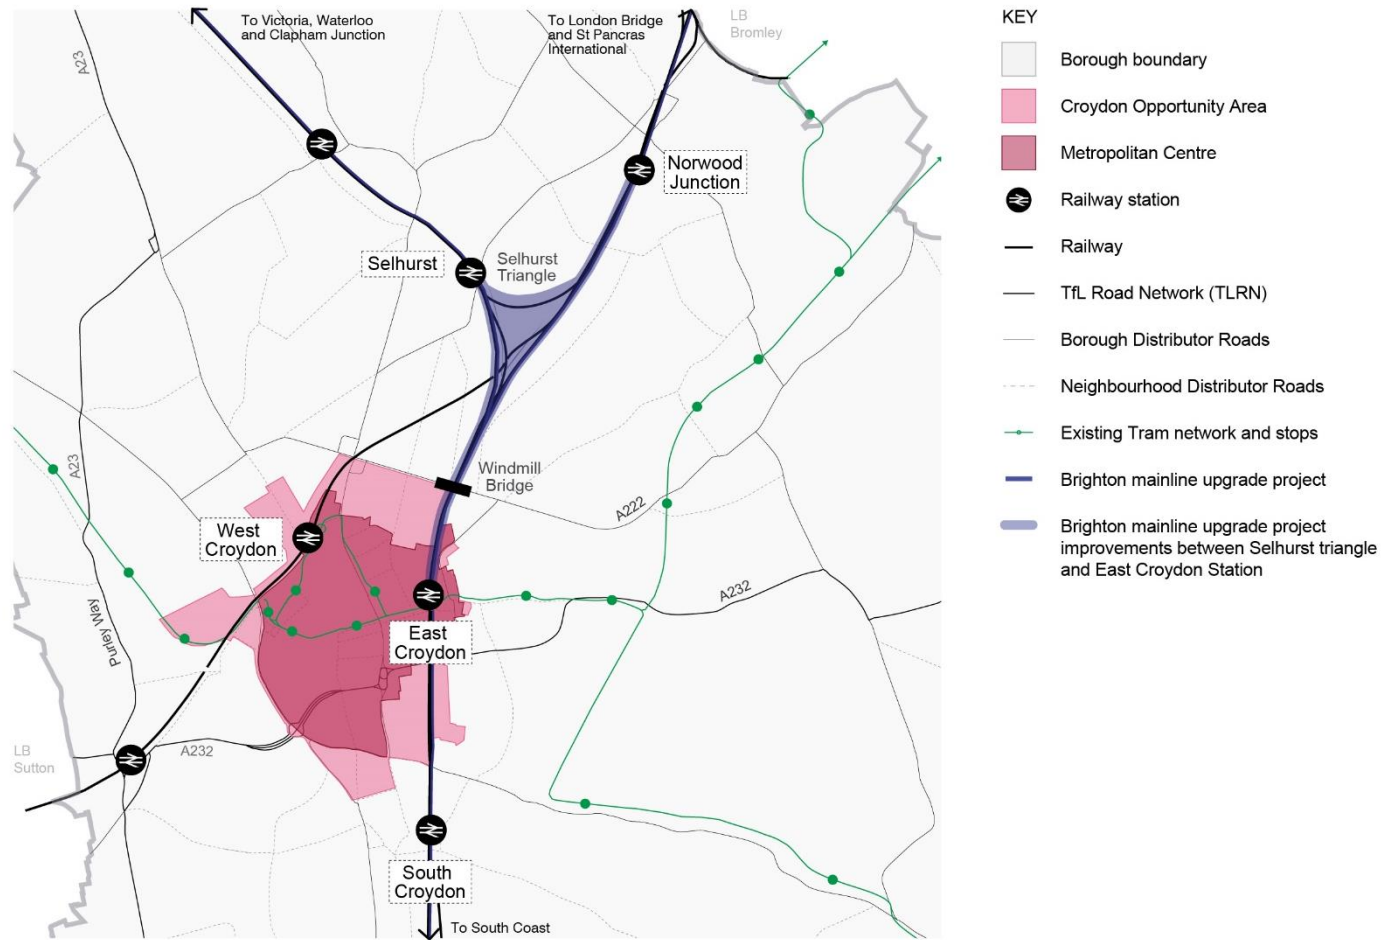 To Victoria, Waterloo
and Clapham Junction
To London Bridge
and St Pancras
International
LB
Bromley
A23
Norwood
Junction
Selhurst
Selhurst
Triangle
A23
Windmill
Bridge
A222
West
Croydon
A232
Purley Way
East
Croydon
A232
LB
Sutton
South
Croydon
To South Coast
KEY
Borough boundary
Croydon Opportunity Area
Metropolitan Centre
Railway station
Railway
TfL Road Network (TLRN)
Borough Distributor Roads
Neighbourhood Distributor Roads
Existing Tram network and stops
Brighton mainline upgrade project
Brighton mainline upgrade project
improvements between Selhurst triangle
and East Croydon Station